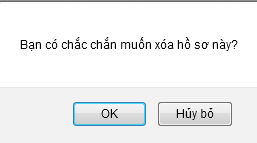 Bạn có chắc chắn muốn xóa hồ sơ này?
OK
Hủy bỏ